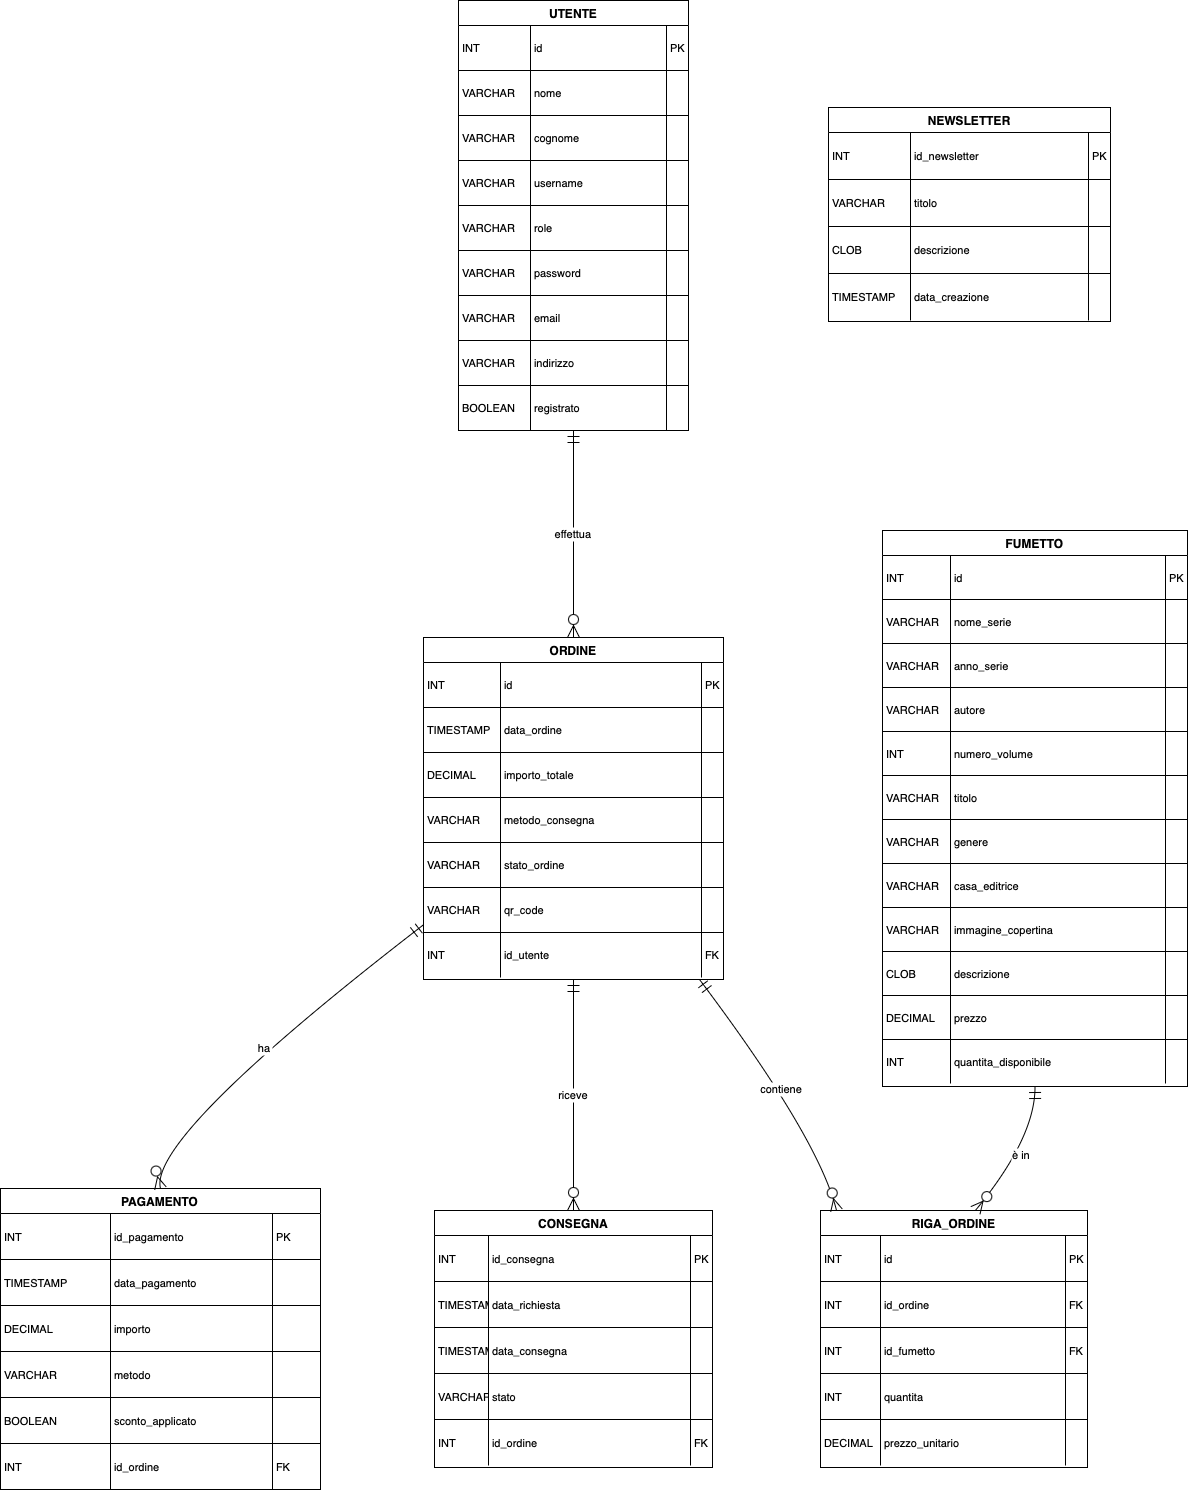 UTENTE
INT id PK
VARCHAR nome
VARCHAR cognome
VARCHAR username
VARCHAR role
VARCHAR password
VARCHAR email
VARCHAR indirizzo
BOOLEAN registrato
NEWSLETTER
INT id_newsletter PK
VARCHAR titolo
CLOB descrizione
TIMESTAMP data_creazione
effettua
ORDINE
INT id PK
TIMESTAMP data_ordine
DECIMAL importo_totale
VARCHAR metodo_consegna
VARCHAR stato_ordine
VARCHAR qr_code
INT id_utente FK
FUMETTO
INT id PK
VARCHAR nome_serie
VARCHAR anno_serie
VARCHAR autore
INT numero_volume
VARCHAR titolo
VARCHAR genere
VARCHAR casa_editrice
VARCHAR immagine_copertina
CLOB descrizione
DECIMAL prezzo
INT quantita_disponibile
ha
riceve
contiene
è in
PAGAMENTO
INT id_pagamento PK
TIMESTAMP data_pagamento
DECIMAL importo
VARCHAR metodo
BOOLEAN sconto_applicato
INT id_ordine FK
CONSEGNA
INT id_consegna PK
TIMESTAM data_richiesta
TIMESTAM data_consegna
VARCHAR stato
INT id_ordine FK
RIGA_ORDINE
INT id PK
INT id_ordine FK
INT id_fumetto FK
INT quantita
DECIMAL prezzo_unitario